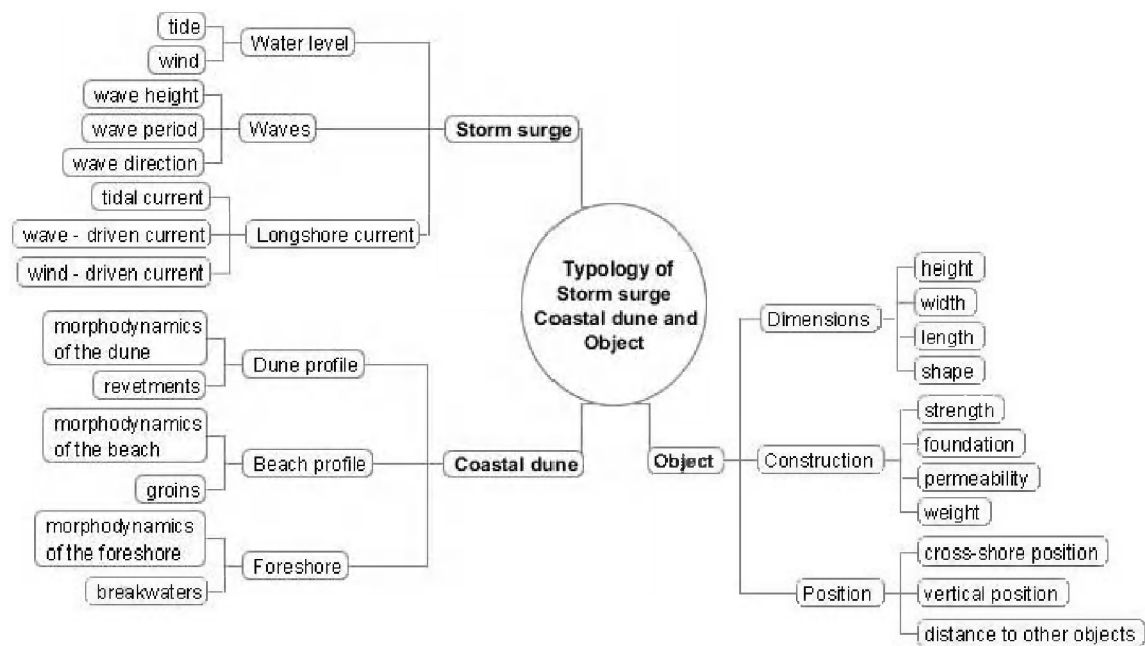 tide
wind
Water level
wave height
wave period
wave direction
Waves
Storm surge
tidal current
wave - driven current
wind - driven current
Longshore current
Typology of
Storm surge
Coastal dune and
Object
morphodynamics
of the dune
revetments
Dune profile
morphodynamics
of the beach
groins
Beach profile
Coastal dune
morphodynamics
of the foreshore
breakwaters
Foreshore
Object
Dimensions
height
width
length
shape
Construction
strength
foundation
permeability
weight
Position
cross-shore position
vertical position
distance to other objects